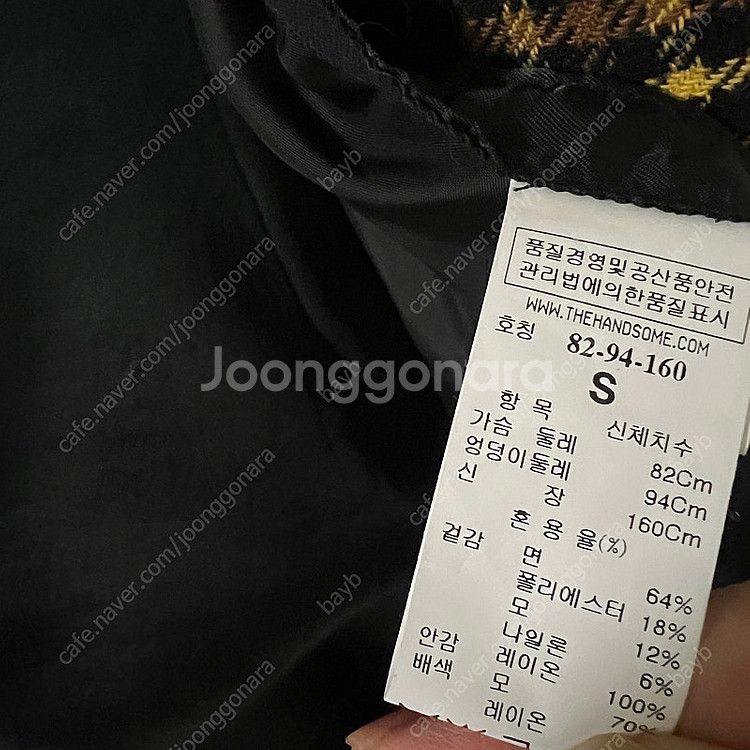 품질경영및공산품안전
관리법에의한품질표시
WWW.THEHANDSOME.COM
호칭 82-94-160
S
항 목 신체치수
가슴 둘레 82Cm
엉덩이둘레 94Cm
신 장 160Cm
혼 용 율(%)
겉감 면 64%
폴리에스터 18%
모 12%
나일론 6%
안감 레이온 100%
배색 모 70%
레이온
Joonggonara
cafe.naver.com/joonggonara
bayb